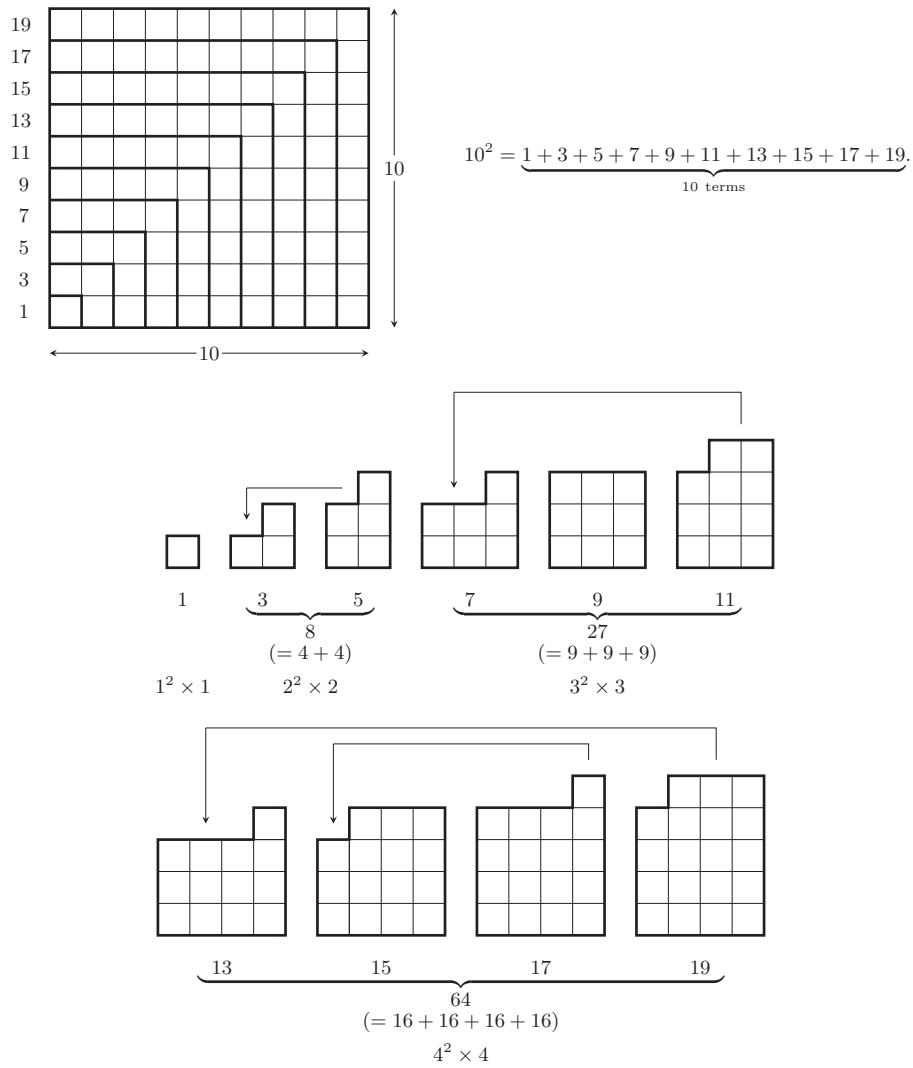 19
17
15
13
11
9
7
5
3
1
10
10
10² = 1 + 3 + 5 + 7 + 9 + 11 + 13 + 15 + 17 + 19.
10 terms
1 3 5 7 9 11
8 27
(= 4 + 4) (= 9 + 9 + 9)
1² × 1 2² × 2 3² × 3
13 15 17 19
64
(= 16 + 16 + 16 + 16)
4² × 4